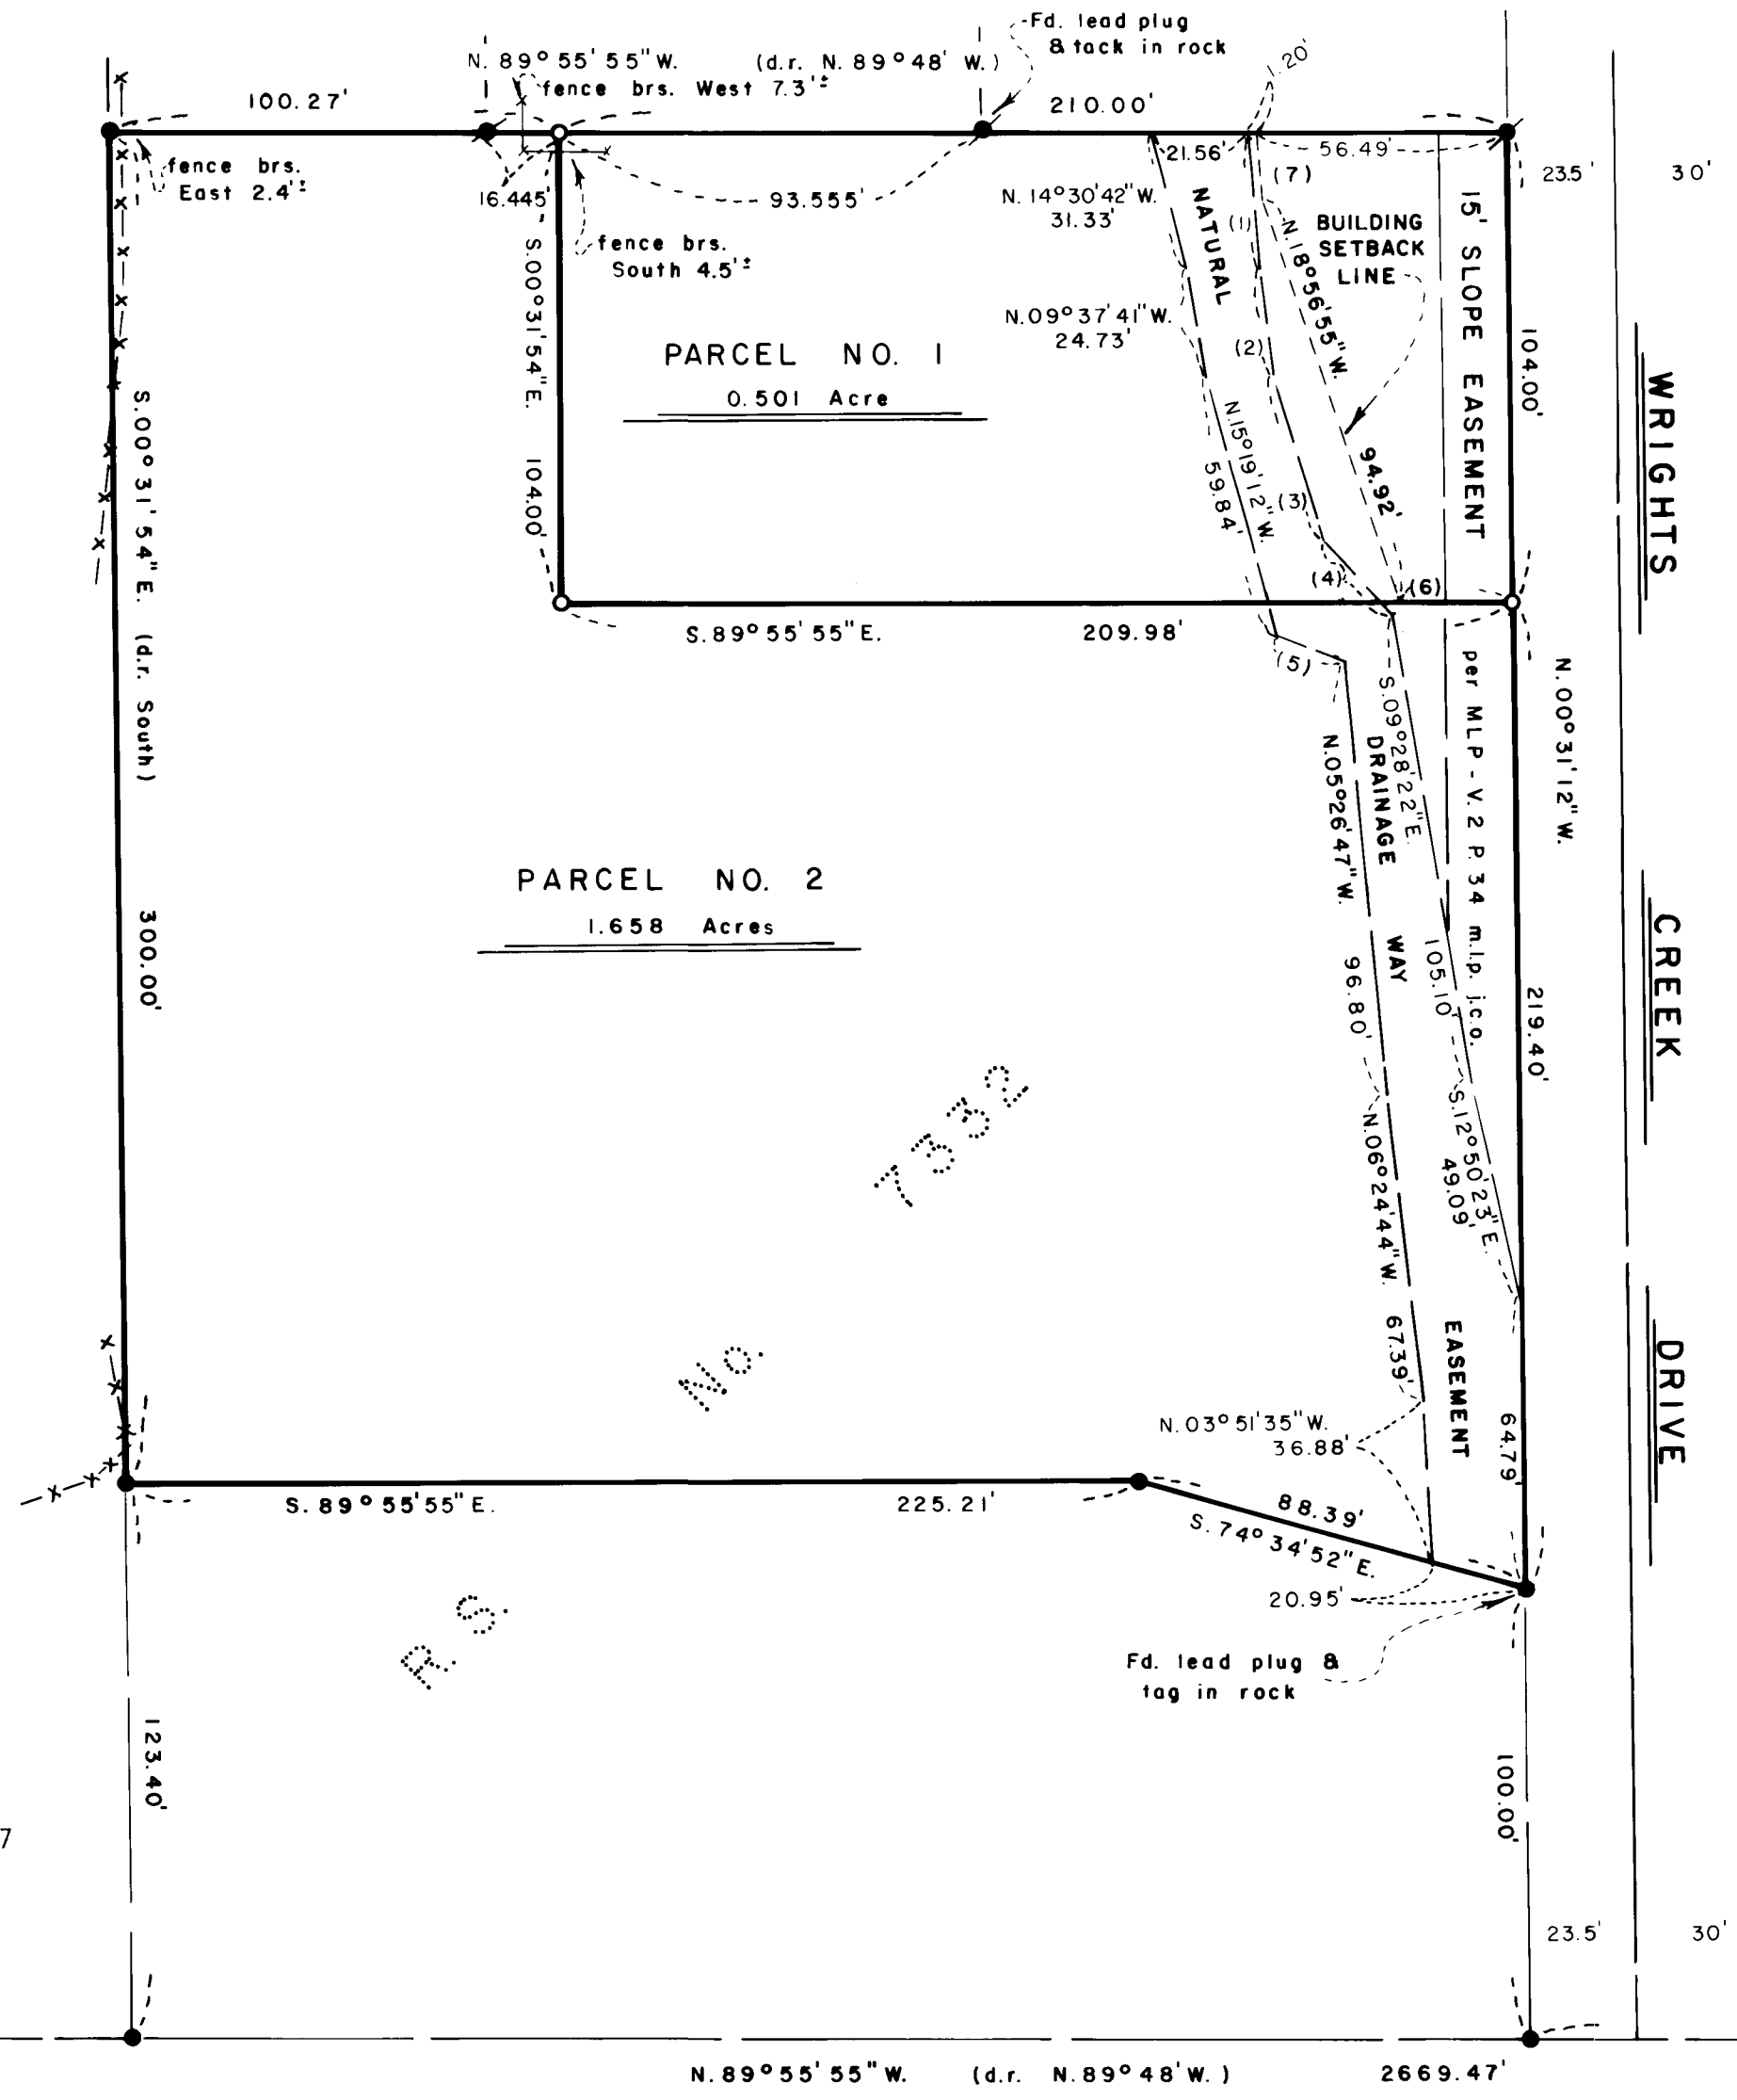 Fd. lead plug
& tack in rock
N. 89° 55' 55" W. (d.r. N. 89° 48' W.)
fence brs. West 7.3'±
1.20'
100.27'
210.00'
fence brs.
East 2.4'±
16.445'
93.555'
21.56'
56.49'
23.5'
30'
(7)
N. 14° 30' 42" W.
31.33'
NATURAL
(1)
N. 18° 56' 55" W.
94.92'
BUILDING
SETBACK
LINE
15' SLOPE EASEMENT
fence brs.
South 4.5'±
S. 00° 31' 54" E. 104.00'
N. 09° 37' 41" W.
24.73'
(2)
104.00'
PARCEL NO. 1
0.501 Acre
N. 15° 19' 12" W.
59.84'
(3)
(4)
(6)
WRIGHTS
S. 00° 31' 54" E. (d.r. South)
300.00'
S. 89° 55' 55" E. 209.98'
(5)
per MLP - V. 2 P. 34 m.l.p. j.c.o.
N. 00° 31' 12" W.
S. 09° 28' 22" E.
105.10'
DRAINAGE
WAY
N. 05° 26' 47" W.
96.80'
PARCEL NO. 2
1.658 Acres
CREEK
219.40'
S. 12° 50' 23" E.
49.09'
N. 06° 24' 44" W. 67.39'
R. S. NO. 7332
EASEMENT
DRIVE
N. 03° 51' 35" W.
36.88'
64.79'
S. 89° 55' 55" E. 225.21'
88.39'
S. 74° 34' 52" E.
20.95'
Fd. lead plug &
tag in rock
123.40'
100.00'
7
23.5'
30'
N. 89° 55' 55" W. (d.r. N. 89° 48' W.) 2669.47'